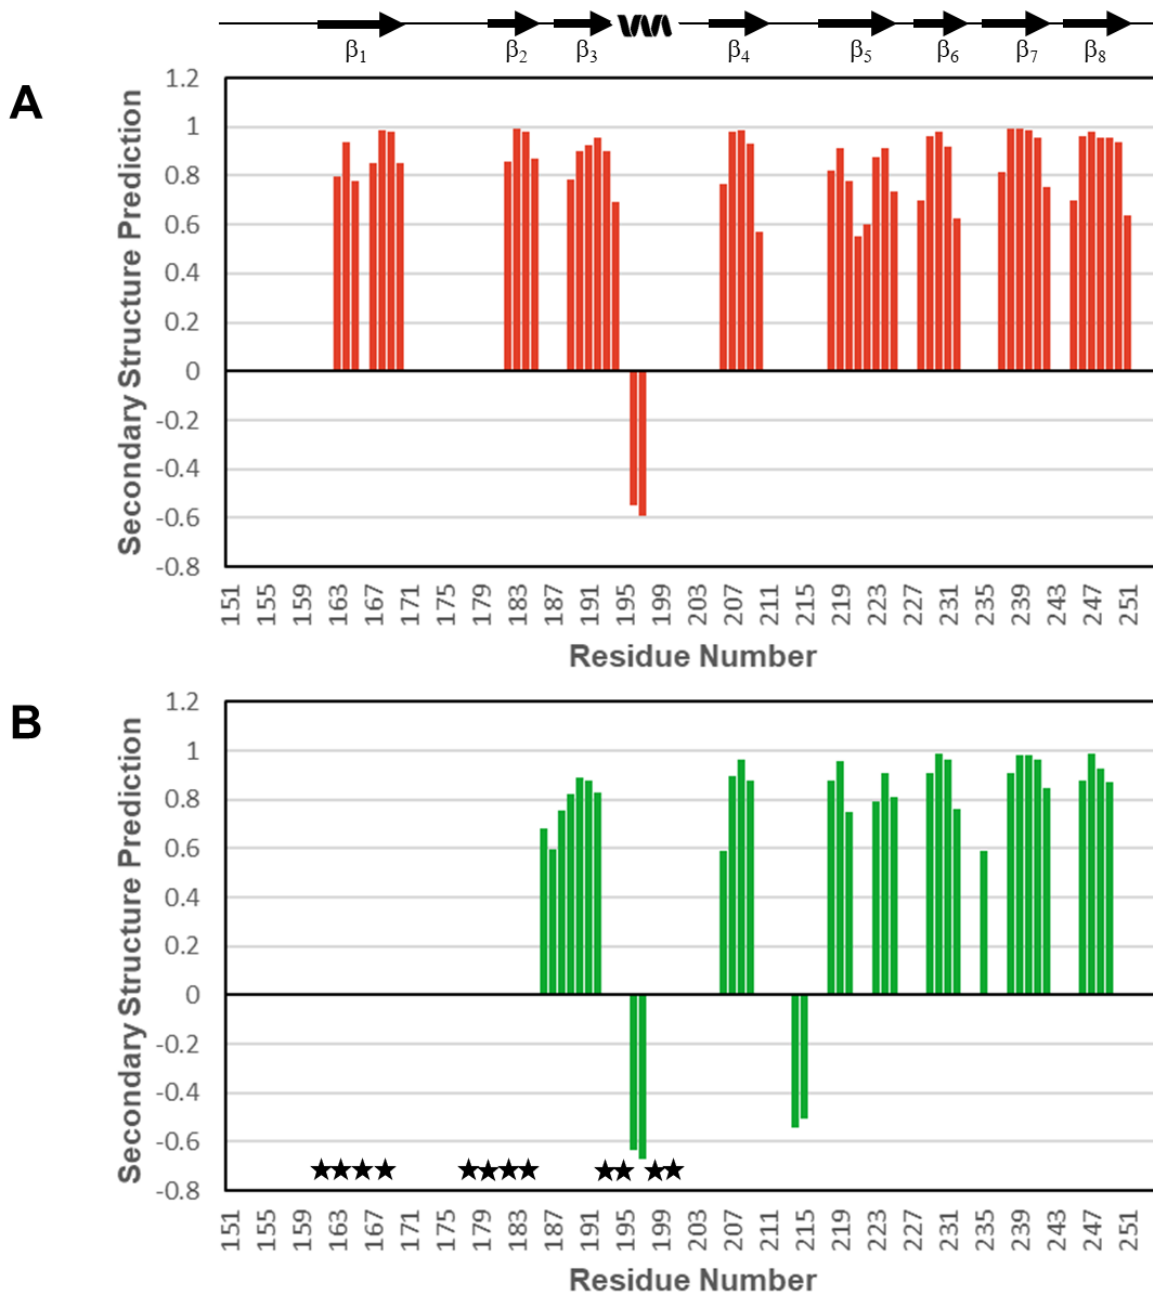 β1 β2 β3 β4 β5 β6 β7 β8
A
Secondary Structure Prediction
1.2
1
0.8
0.6
0.4
0.2
0
-0.2
-0.4
-0.6
-0.8
151 155 159 163 167 171 175 179 183 187 191 195 199 203 207 211 215 219 223 227 231 235 239 243 247 251
Residue Number
B
Secondary Structure Prediction
1.2
1
0.8
0.6
0.4
0.2
0
-0.2
-0.4
-0.6
-0.8
151 155 159 163 167 171 175 179 183 187 191 195 199 203 207 211 215 219 223 227 231 235 239 243 247 251
Residue Number